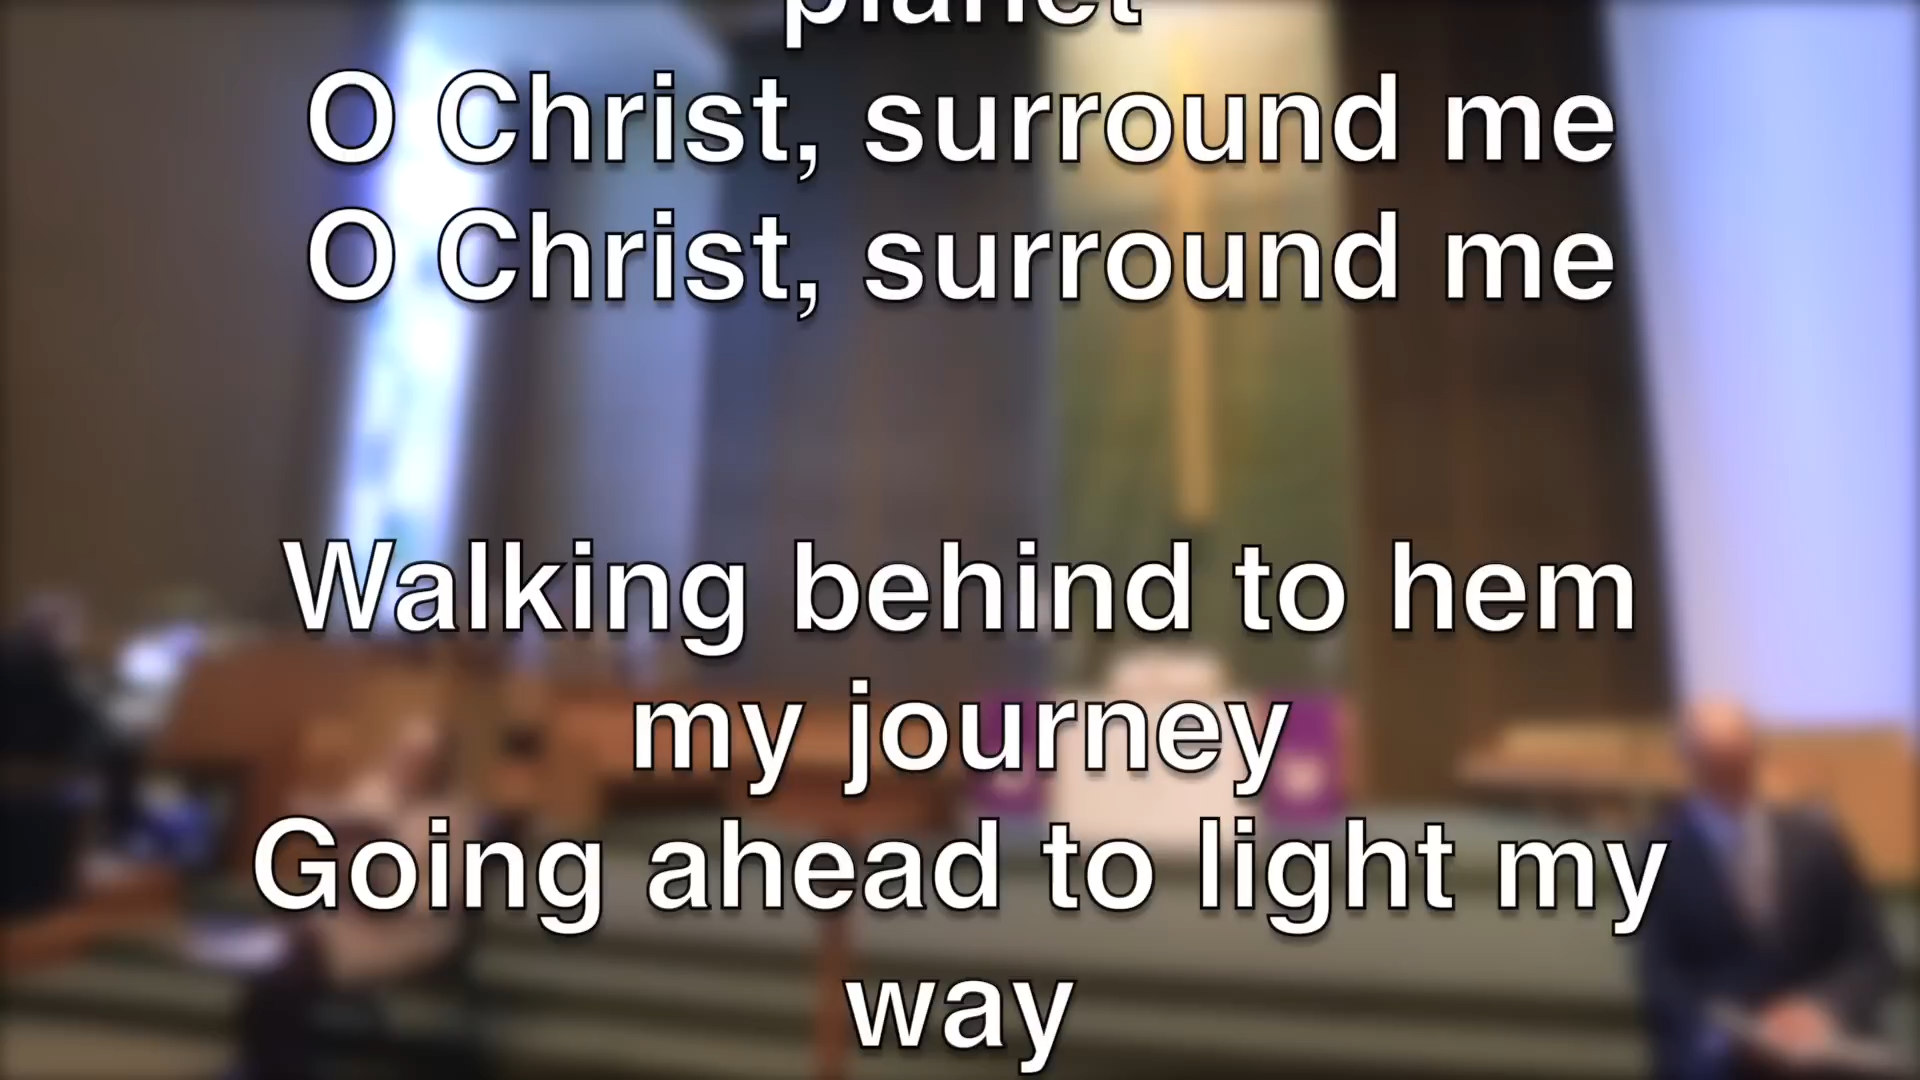 planet
O Christ, surround me
O Christ, surround me
Walking behind to hem
my journey
Going ahead to light my
way